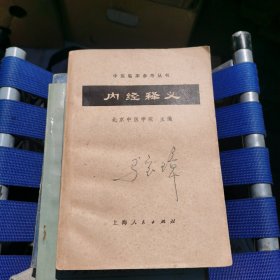 中医临床参考丛书
内经释义
北京中医学院 主编
上海人民出版社